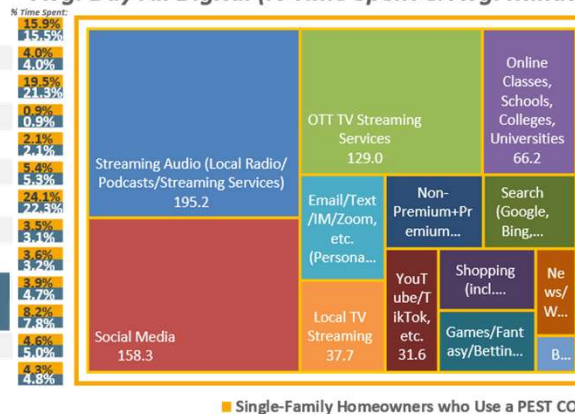 % Time Spent:
15.9%
15.5%
4.0%
4.0%
19.5%
21.3%
0.9%
0.9%
2.1%
2.1%
5.4%
5.3%
24.1%
22.3%
3.5%
3.1%
3.6%
3.2%
3.9%
4.7%
8.2%
7.8%
4.6%
5.0%
4.3%
4.8%
Streaming Audio (Local Radio/
Podcasts/Streaming Services)
195.2
Social Media
158.3
OTT TV Streaming
Services
129.0
Online
Classes,
Schools,
Colleges,
Universities
66.2
Email/Text
/IM/Zoom,
etc.
(Persona...
Non-
Premium+Pr
emium...
Search
(Google,
Bing,...
Local TV
Streaming
37.7
YouT
ube/T
ikTok,
etc.
31.6
Shopping
(incl....
Games/Fant
asy/Bettin...
Ne
ws/
W...
B...
Single-Family Homeowners who Use a PEST CO